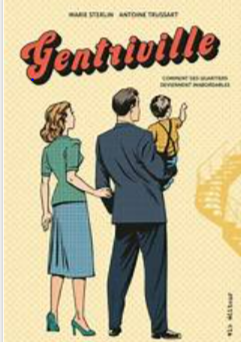 MARIE STERLIN   ANTOINE TRUSSART
Gentriville
COMMENT DES QUARTIERS
DEVIENNENT INABORDABLES